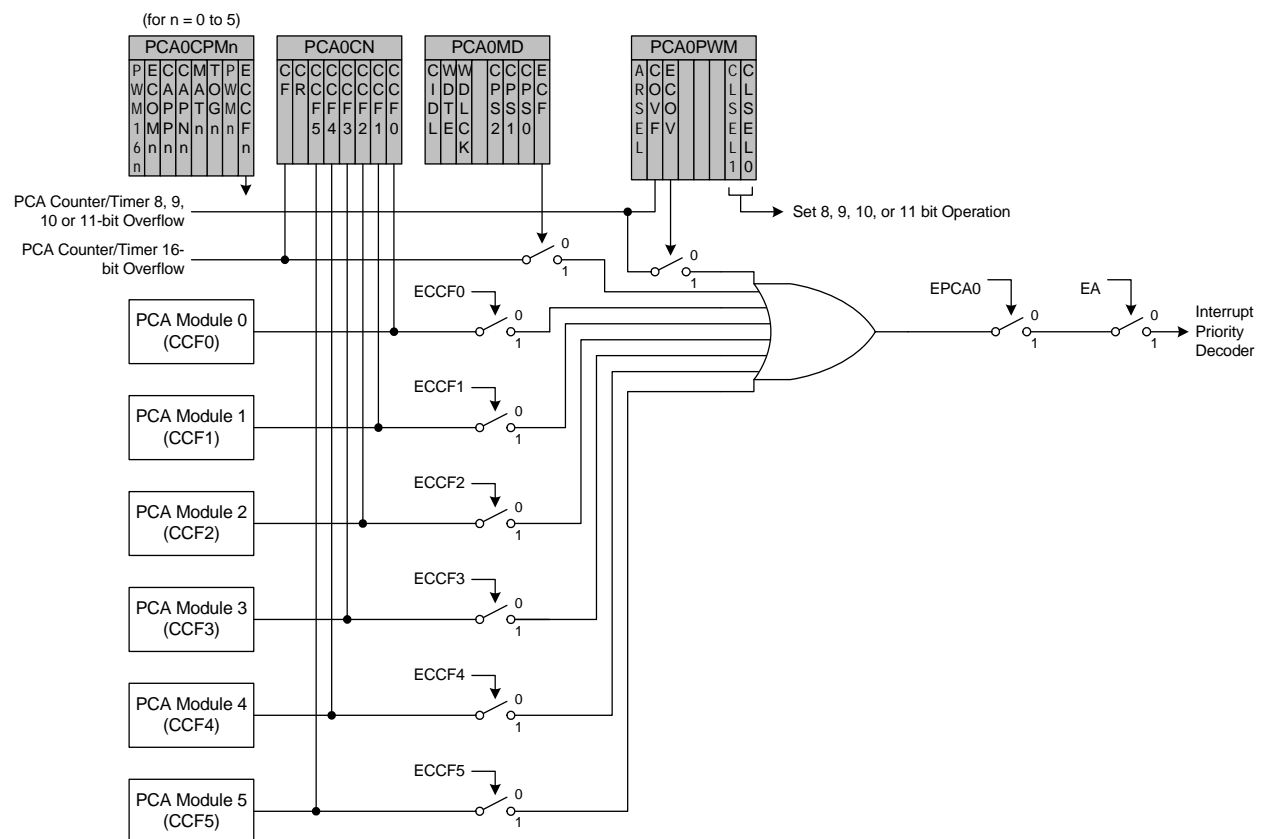 (for n = 0 to 5)
PCA0CPMn
PWM16n
ECOMn
CAPPn
CAPNn
MATn
TOGn
PWMn
ECCFn
PCA0CN
CF
CR
CCF5
CCF4
CCF3
CCF2
CCF1
CCF0
PCA0MD
CIDL
WDTE
WDLCK
CPS2
CPS1
CPS0
ECF
PCA0PWM
ARSEL
COVF
ECOV
CLSEL1
CLSEL0
PCA Counter/Timer 8, 9,
10 or 11-bit Overflow
Set 8, 9, 10, or 11 bit Operation
PCA Counter/Timer 16-
bit Overflow
0
1
0
1
PCA Module 0
(CCF0)
ECCF0
0
1
EPCA0
0
1
EA
0
1
Interrupt
Priority
Decoder
PCA Module 1
(CCF1)
ECCF1
0
1
PCA Module 2
(CCF2)
ECCF2
0
1
PCA Module 3
(CCF3)
ECCF3
0
1
PCA Module 4
(CCF4)
ECCF4
0
1
PCA Module 5
(CCF5)
ECCF5
0
1